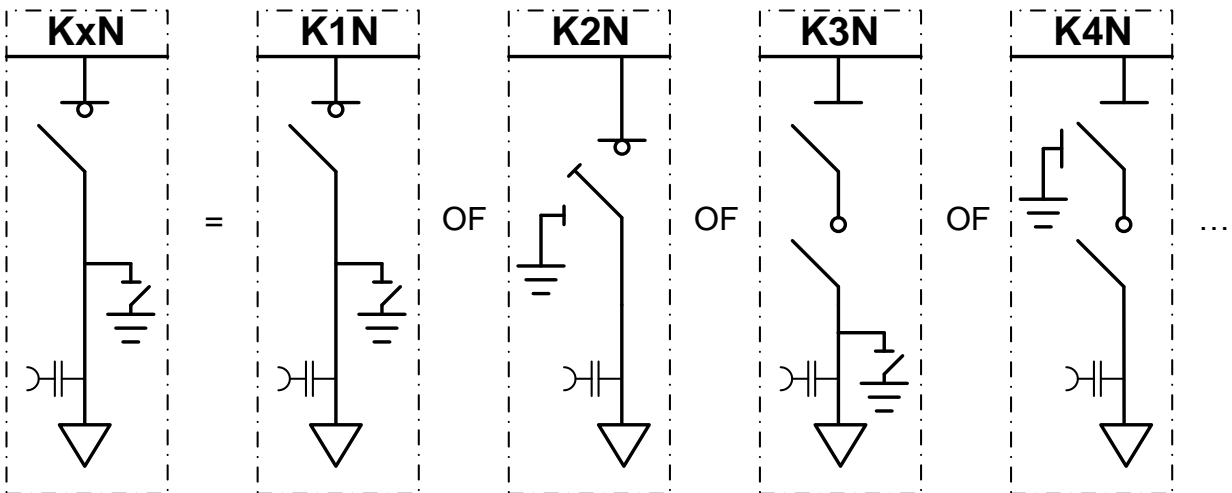 KxN K1N K2N K3N K4N
= OF OF OF ...